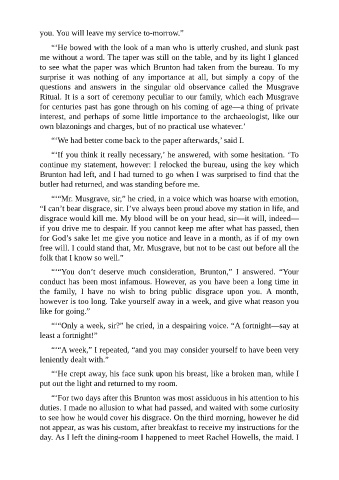 you. You will leave my service to-morrow.”
“‘He bowed with the look of a man who is utterly crushed, and slunk past
me without a word. The taper was still on the table, and by its light I glanced
to see what the paper was which Brunton had taken from the bureau. To my
surprise it was nothing of any importance at all, but simply a copy of the
questions and answers in the singular old observance called the Musgrave
Ritual. It is a sort of ceremony peculiar to our family, which each Musgrave
for centuries past has gone through on his coming of age—a thing of private
interest, and perhaps of some little importance to the archaeologist, like our
own blazonings and charges, but of no practical use whatever.’
“‘We had better come back to the paper afterwards,’ said I.
“‘If you think it really necessary,’ he answered, with some hesitation. ‘To
continue my statement, however: I relocked the bureau, using the key which
Brunton had left, and I had turned to go when I was surprised to find that the
butler had returned, and was standing before me.
“‘“Mr. Musgrave, sir,” he cried, in a voice which was hoarse with emotion,
“I can’t bear disgrace, sir. I’ve always been proud above my station in life, and
disgrace would kill me. My blood will be on your head, sir—it will, indeed—
if you drive me to despair. If you cannot keep me after what has passed, then
for God’s sake let me give you notice and leave in a month, as if of my own
free will. I could stand that, Mr. Musgrave, but not to be cast out before all the
folk that I know so well.”
“‘“You don’t deserve much consideration, Brunton,” I answered. “Your
conduct has been most infamous. However, as you have been a long time in
the family, I have no wish to bring public disgrace upon you. A month,
however is too long. Take yourself away in a week, and give what reason you
like for going.”
“‘“Only a week, sir?” he cried, in a despairing voice. “A fortnight—say at
least a fortnight!”
“‘“A week,” I repeated, “and you may consider yourself to have been very
leniently dealt with.”
“‘He crept away, his face sunk upon his breast, like a broken man, while I
put out the light and returned to my room.
“‘For two days after this Brunton was most assiduous in his attention to his
duties. I made no allusion to what had passed, and waited with some curiosity
to see how he would cover his disgrace. On the third morning, however he did
not appear, as was his custom, after breakfast to receive my instructions for the
day. As I left the dining-room I happened to meet Rachel Howells, the maid. I